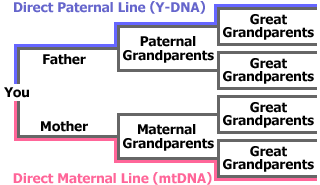 Direct Paternal Line (Y-DNA)
Great
Grandparents
Paternal
Grandparents
Father
Great
Grandparents
You
Great
Grandparents
Mother
Maternal
Grandparents
Great
Grandparents
Direct Maternal Line (mtDNA)